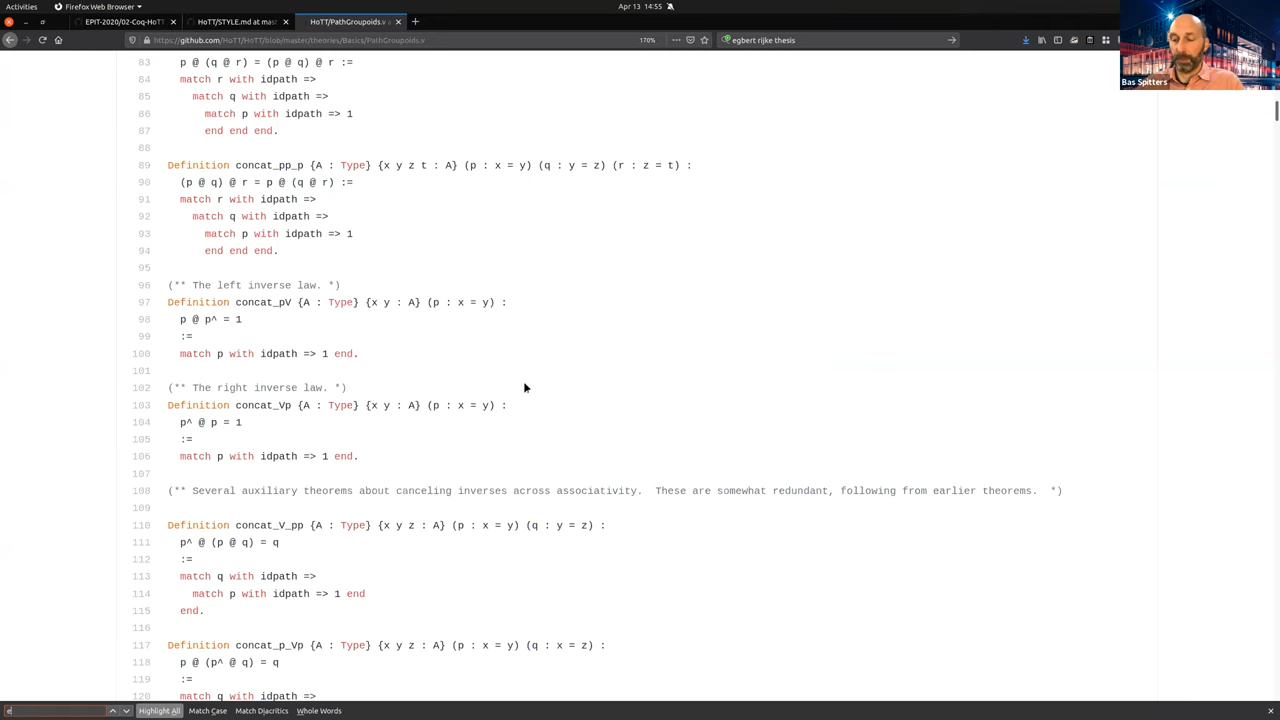 Activities Firefox Web Browser Apr 13 14:55
EPIT-2020/02-Coq-HoTT HoTT/STYLE.md at mas HoTT/PathGroupoids.v a
https://github.com/HoTT/HoTT/blob/master/theories/Basics/PathGroupoids.v 170% egbert rijke thesis
Bas Spitters
83 p @ (q @ r) = (p @ q) @ r :=
84 match r with idpath =>
85 match q with idpath =>
86 match p with idpath => 1
87 end end end.
88
89 Definition concat_pp_p {A : Type} {x y z t : A} (p : x = y) (q : y = z) (r : z = t) :
90 (p @ q) @ r = p @ (q @ r) :=
91 match r with idpath =>
92 match q with idpath =>
93 match p with idpath => 1
94 end end end.
95
96 (** The left inverse law. *)
97 Definition concat_pV {A : Type} {x y : A} (p : x = y) :
98 p @ p^ = 1
99 :=
100 match p with idpath => 1 end.
101
102 (** The right inverse law. *)
103 Definition concat_Vp {A : Type} {x y : A} (p : x = y) :
104 p^ @ p = 1
105 :=
106 match p with idpath => 1 end.
107
108 (** Several auxiliary theorems about canceling inverses across associativity. These are somewhat redundant, following from earlier theorems. *)
109
110 Definition concat_V_pp {A : Type} {x y z : A} (p : x = y) (q : y = z) :
111 p^ @ (p @ q) = q
112 :=
113 match q with idpath =>
114 match p with idpath => 1 end
115 end.
116
117 Definition concat_p_Vp {A : Type} {x y z : A} (p : x = y) (q : x = z) :
118 p @ (p^ @ q) = q
119 :=
120 match q with idpath =>
e Highlight All Match Case Match Diacritics Whole Words